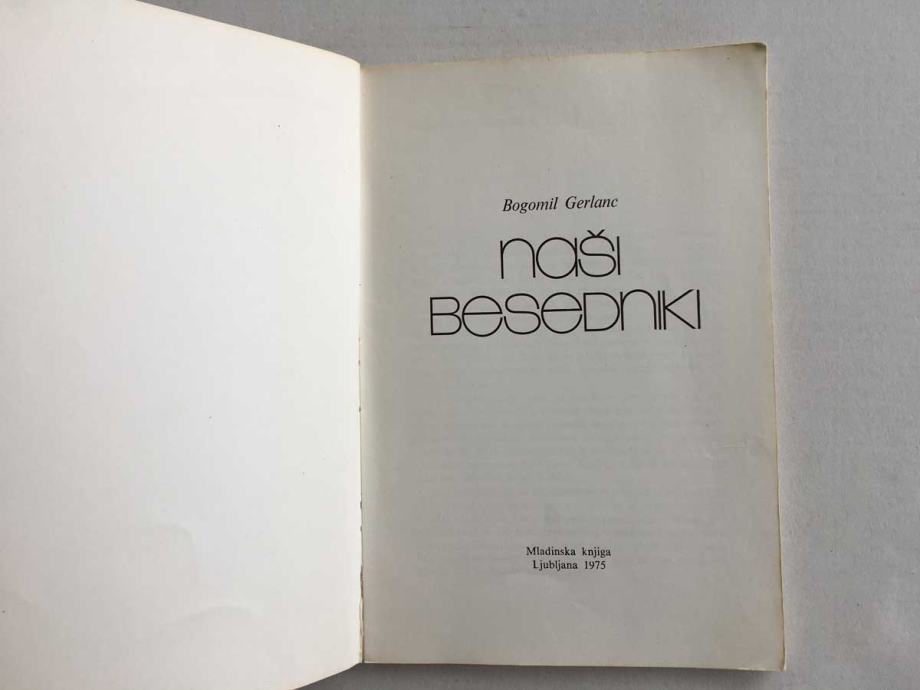 Bogomil Gerlanc
naši
BeSeDNIKI
Mladinska knjiga
Ljubljana 1975